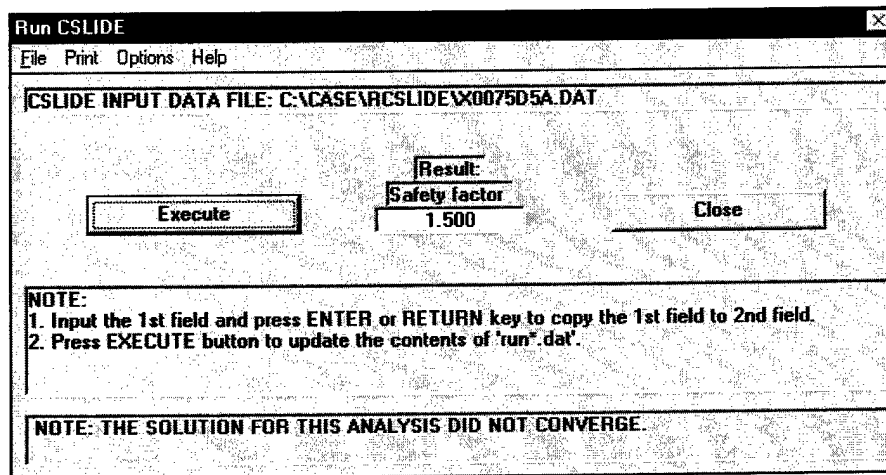 Run CSLIDE
File Print Options Help
CSLIDE INPUT DATA FILE: C:\CASE\RCSLIDE\X0075D5A.DAT
Result:
Safety factor
Execute
1.500
Close
NOTE:
1. Input the 1st field and press ENTER or RETURN key to copy the 1st field to 2nd field.
2. Press EXECUTE button to update the contents of 'run*.dat'.
NOTE: THE SOLUTION FOR THIS ANALYSIS DID NOT CONVERGE.